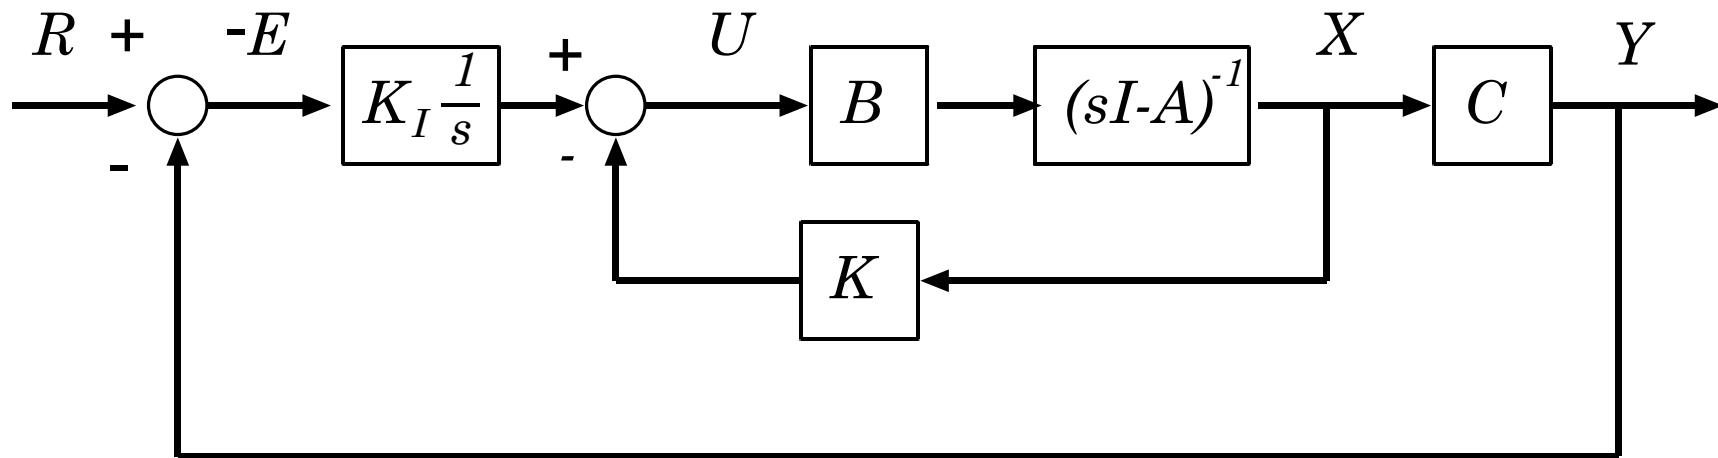 R + -E K_I 1/s + U B (sI-A)^-1 X C Y
- -
K